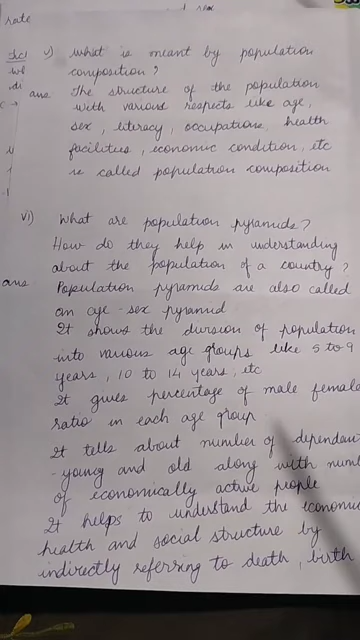 rate
v) what is meant by population
composition?
ans The structure of the population
with various respects like age,
sex, literacy, occupations, health
facilities, economic condition, etc
is called population composition
vi) What are population pyramids?
How do they help in understanding
about the population of a country?
ans Population pyramids are also called
an age-sex pyramid
It shows the division of population
into various age groups like 5 to 9
years, 10 to 14 years, etc
It gives percentage of male female
ratio in each age group
It tells about number of dependen
-young and old along with num
of economically active people
It helps to understand the economi
health and social structure by
indirectly referring to death, birth